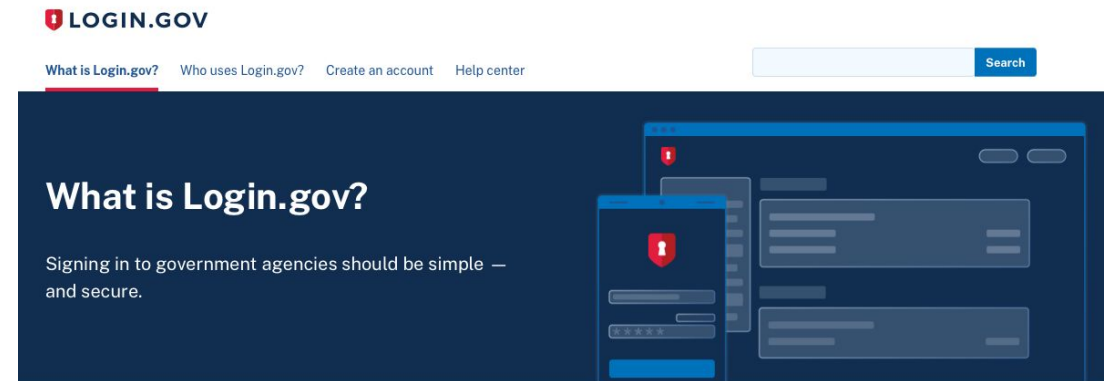 LOGIN.GOV
What is Login.gov? Who uses Login.gov? Create an account Help center
Search
What is Login.gov?
Signing in to government agencies should be simple —
and secure.
*****